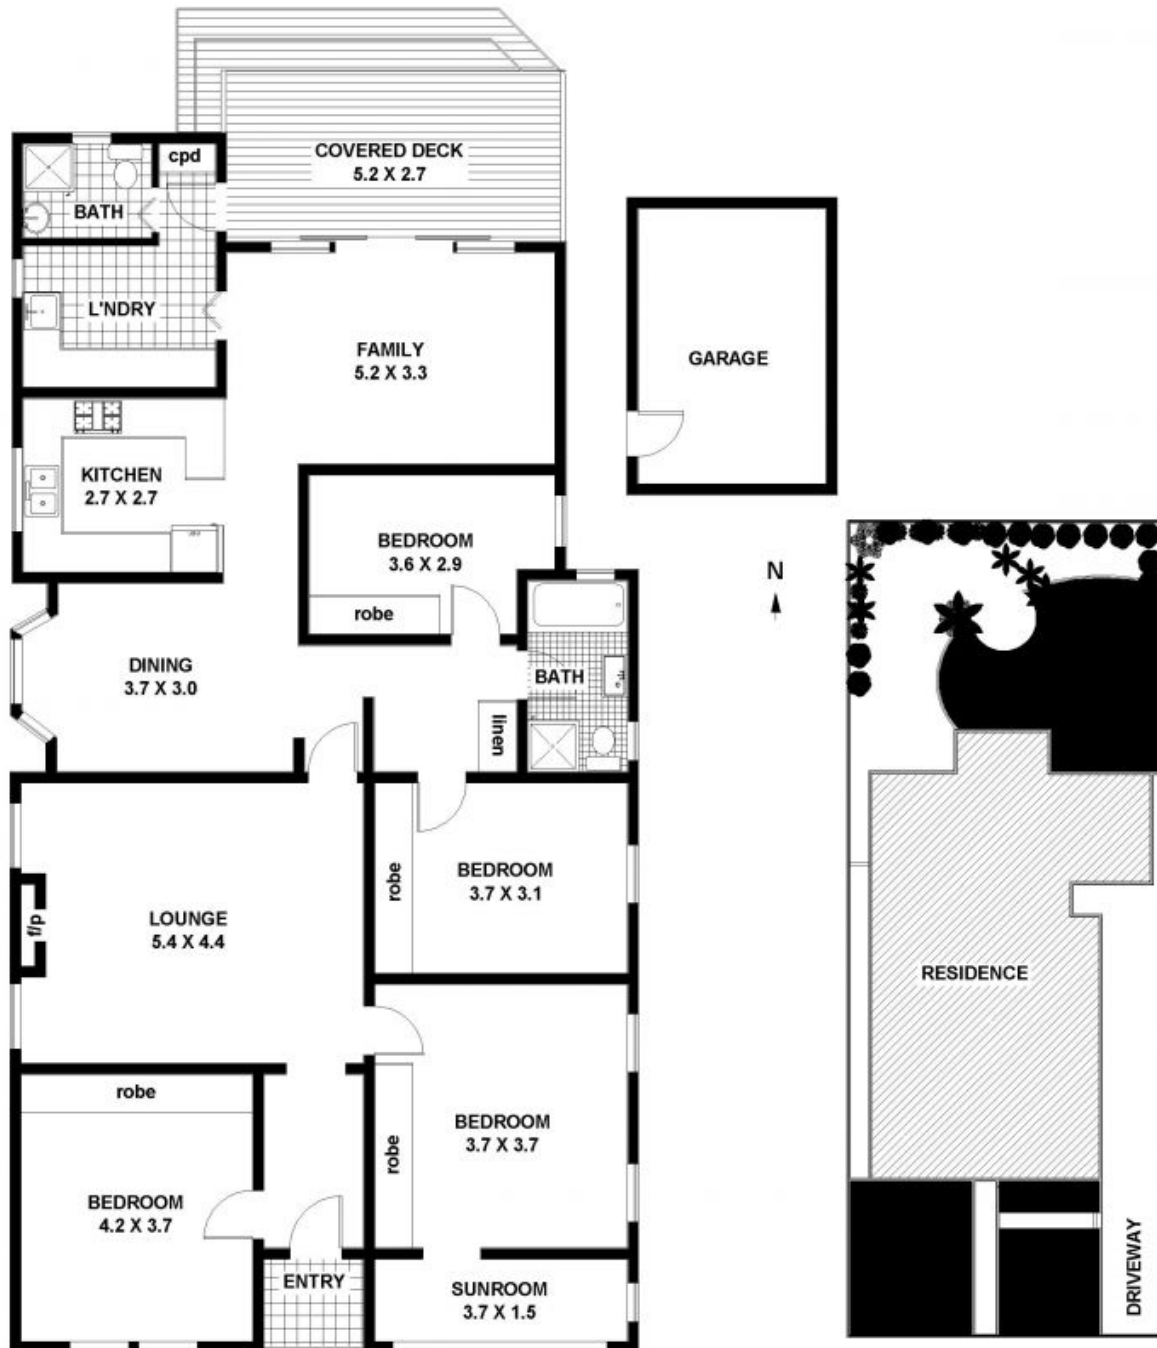 COVERED DECK
5.2 X 2.7
cpd
BATH
L'NDRY
FAMILY
5.2 X 3.3
GARAGE
KITCHEN
2.7 X 2.7
BEDROOM
3.6 X 2.9
robe
N
DINING
3.7 X 3.0
BATH
linen
LOUNGE
5.4 X 4.4
f/p
BEDROOM
3.7 X 3.1
robe
RESIDENCE
robe
BEDROOM
4.2 X 3.7
BEDROOM
3.7 X 3.7
robe
ENTRY
SUNROOM
3.7 X 1.5
DRIVEWAY